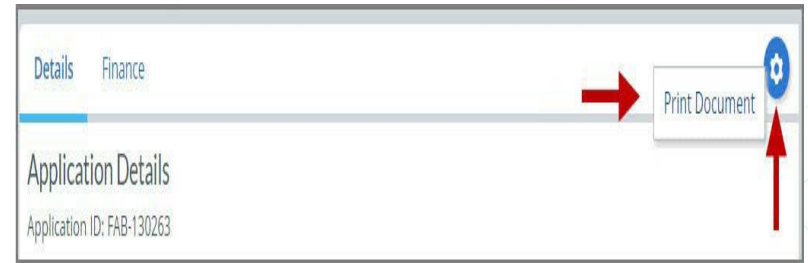 Details Finance
Print Document
Application Details
Application ID: FAB-130263